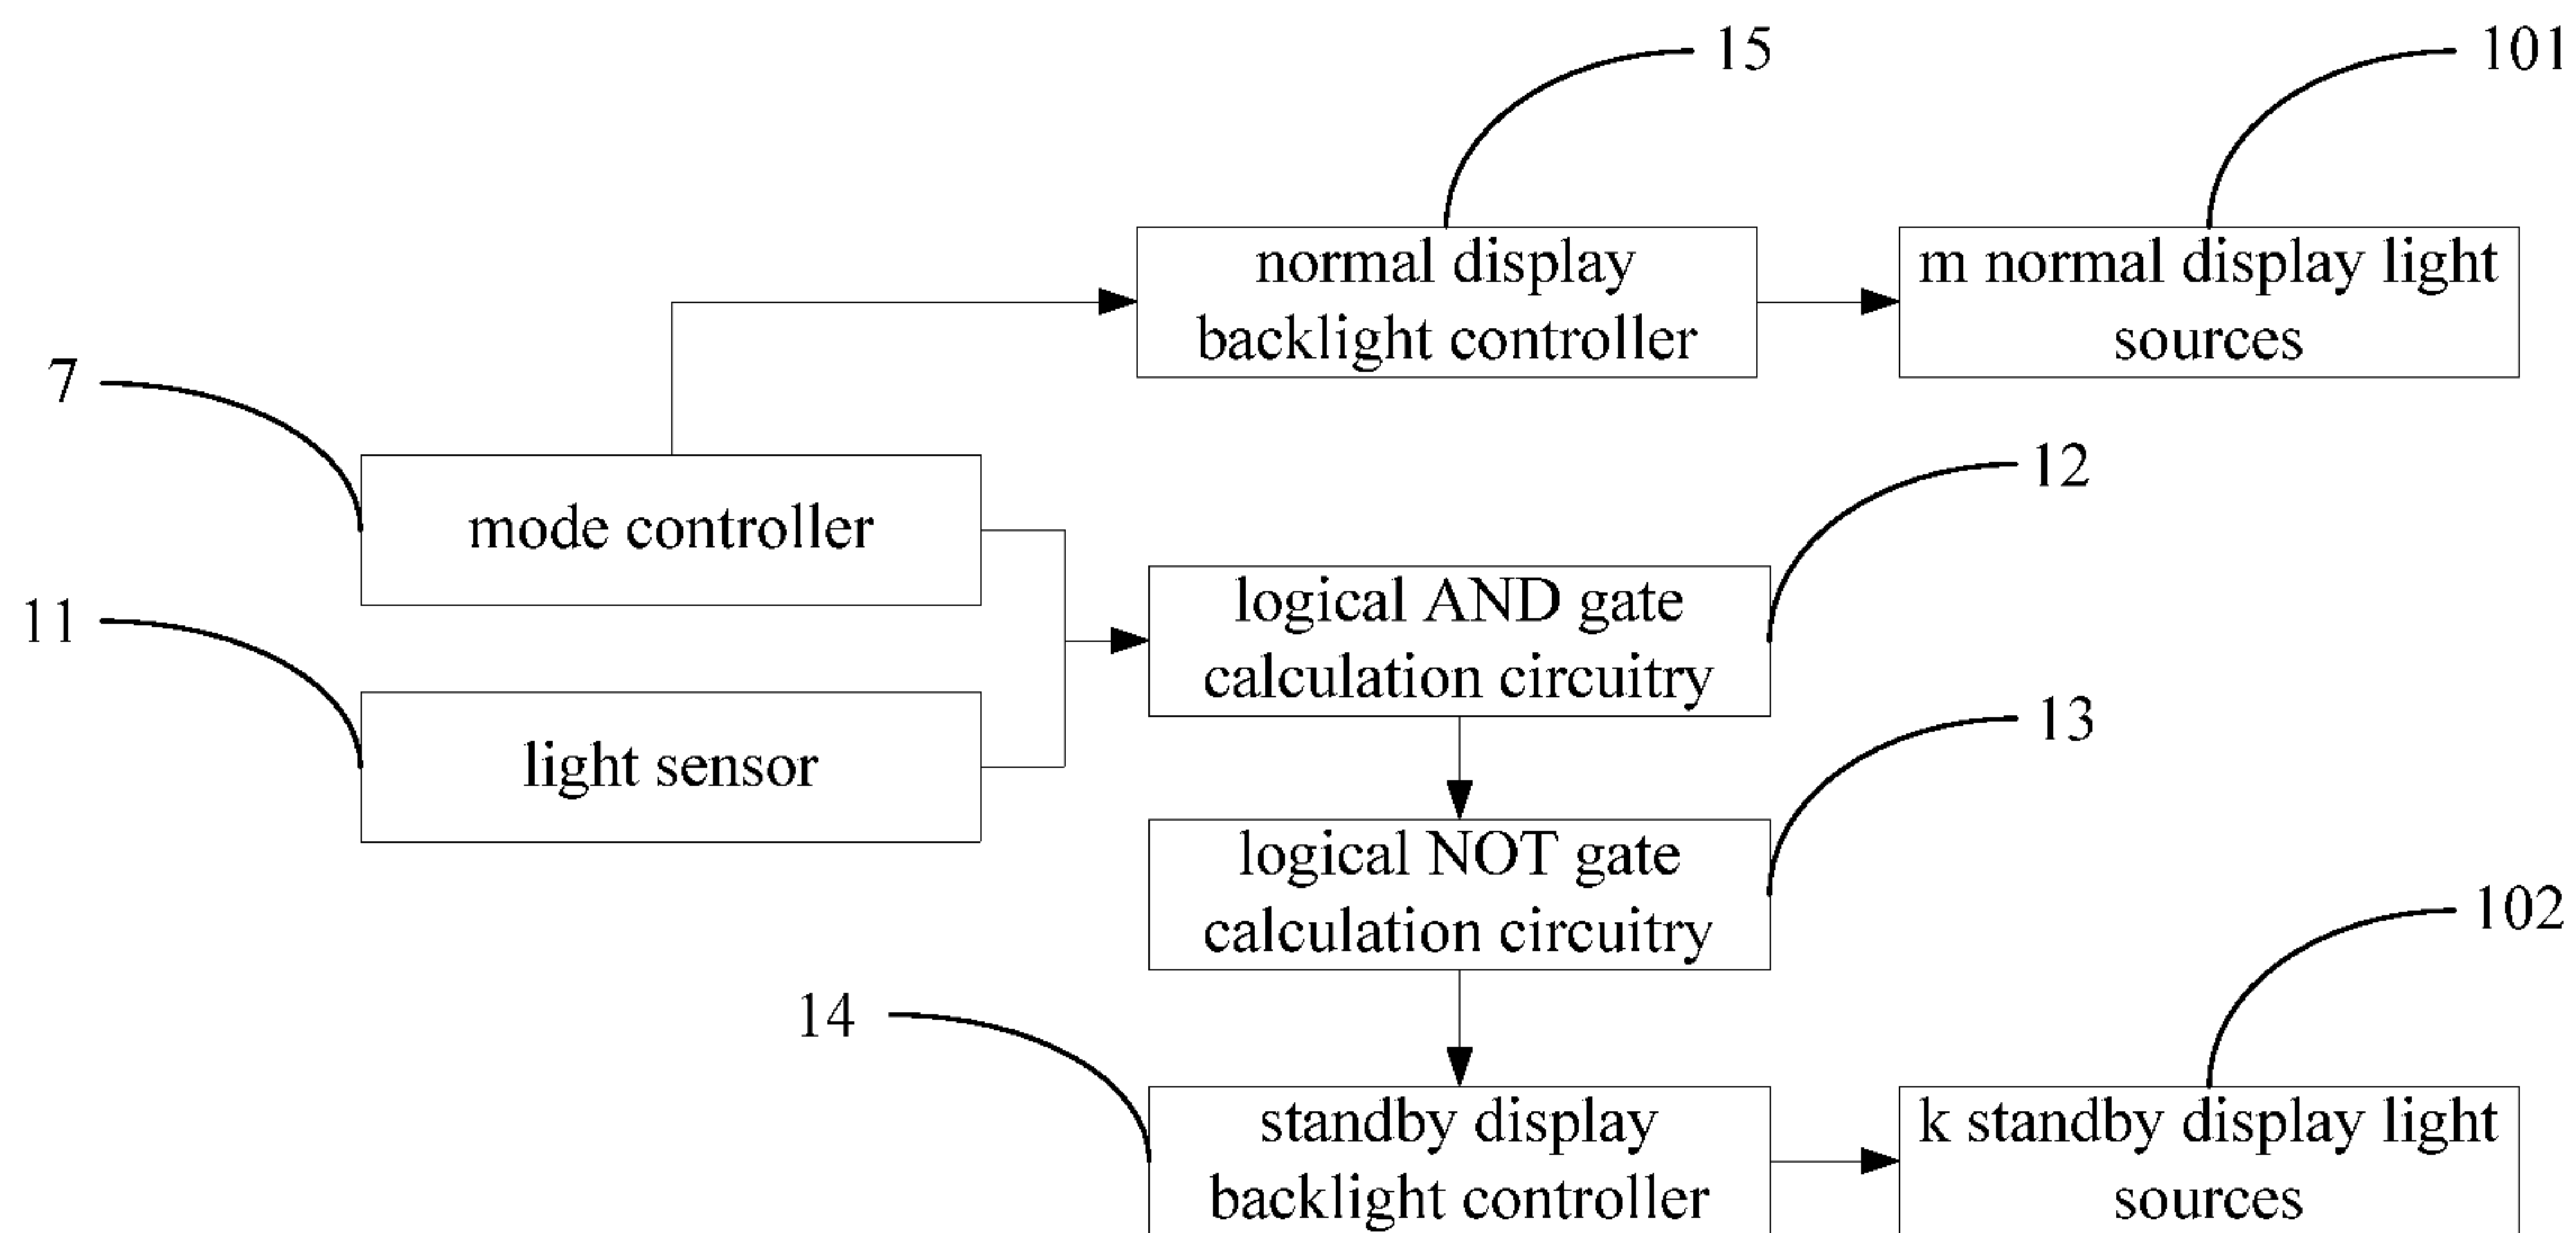 15
101
normal display
backlight controller
m normal display light
sources
7
mode controller
12
11
logical AND gate
calculation circuitry
light sensor
13
logical NOT gate
calculation circuitry
102
14
standby display
backlight controller
k standby display light
sources